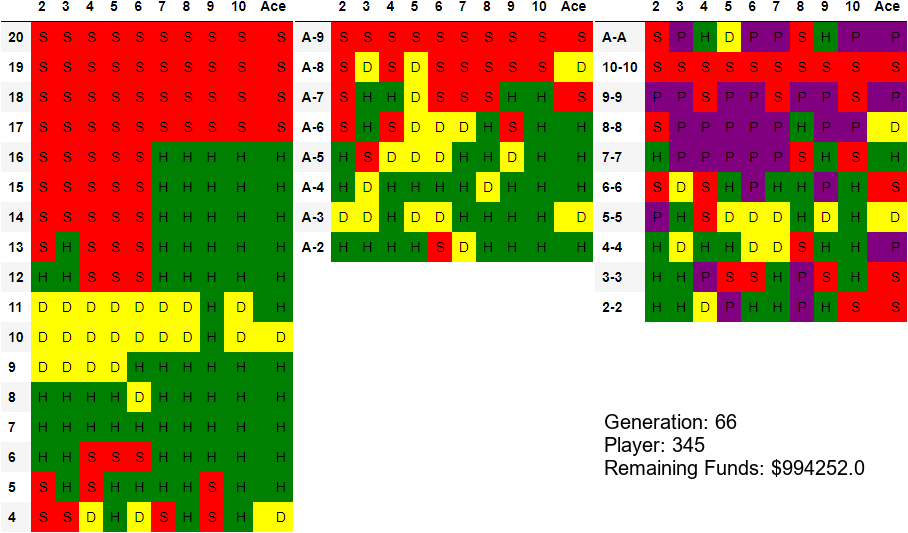 2 3 4 5 6 7 8 9 10 Ace
20 S S S S S S S S S S
19 S S S S S S S S S S
18 S S S S S S S S S S
17 S S S S S S S S S S
16 S S S S S H H H H H
15 S S S S S H H H H H
14 S S S S S H H H H H
13 S H S S S H H H H H
12 H H S S S H H H H H
11 D D D D D D D H D H
10 D D D D D D D H D D
9 D D D D H H H H H H
8 H H H H D H H H H H
7 H H H H H H H H H H
6 H H S S S H H H H H
5 S H S H H H H S H H
4 S S D H D S H S H D
2 3 4 5 6 7 8 9 10 Ace
A-9 S S S S S S S S S S
A-8 S D S D S S S S S D
A-7 S H H D S S S H H S
A-6 S H S D D D H S H H
A-5 H S D D D H H D H H
A-4 H D H H H H D H H H
A-3 D D H D D H H H H D
A-2 H H H H S D H H H H
2 3 4 5 6 7 8 9 10 Ace
A-A S P H D P P S H P P
10-10 S S S S S S S S S S
9-9 P P S P P S P P S P
8-8 S P P P P P H P P D
7-7 H P P P P P S H S H
6-6 S D S H P H H P H S
5-5 P H S D D D H D H D
4-4 H D H H D D S H H P
3-3 H H P S S H P S H S
2-2 H H D P H H P H S S
Generation: 66
Player: 345
Remaining Funds: $994252.0